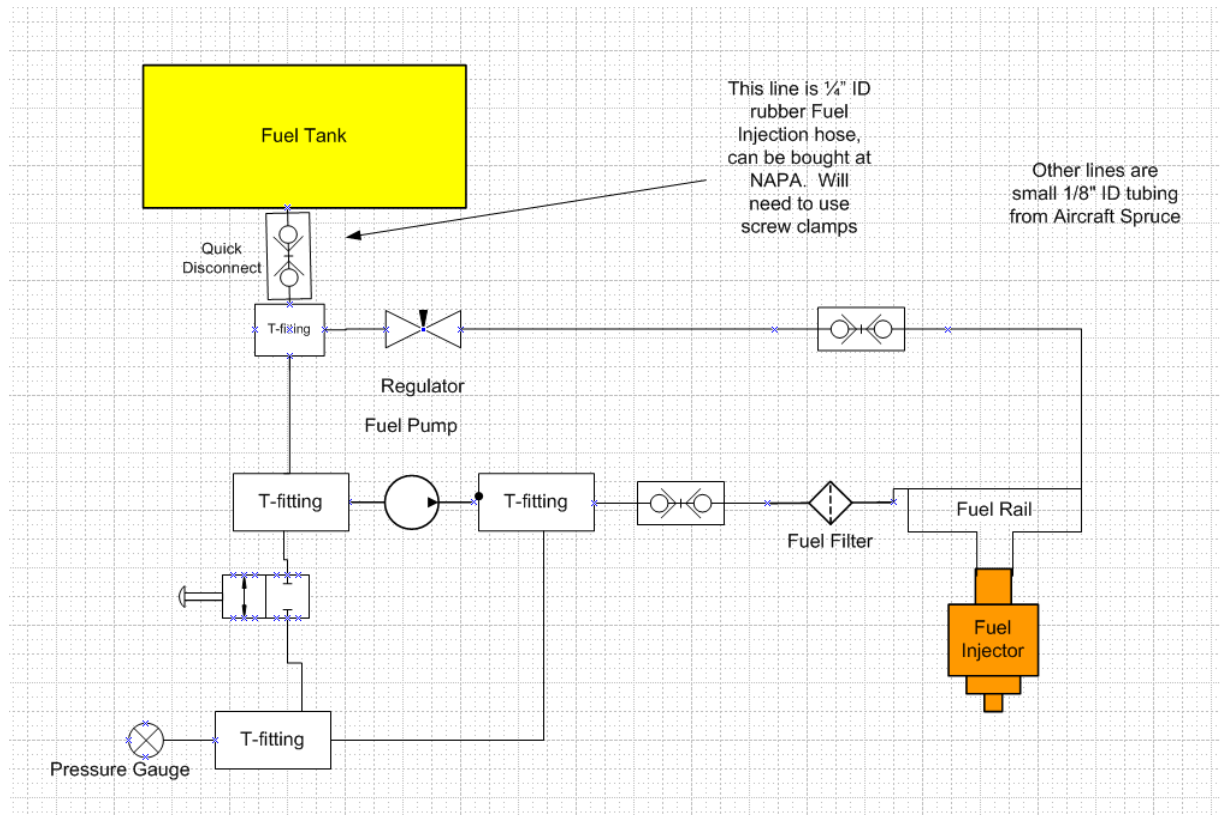 Fuel Tank
This line is ¼” ID
rubber Fuel
Injection hose,
can be bought at
NAPA.  Will
need to use
screw clamps
Other lines are
small 1/8" ID tubing
from Aircraft Spruce
Quick
Disconnect
T-fitting
Regulator
Fuel Pump
T-fitting
T-fitting
Fuel Rail
Fuel Filter
Fuel
Injector
T-fitting
Pressure Gauge